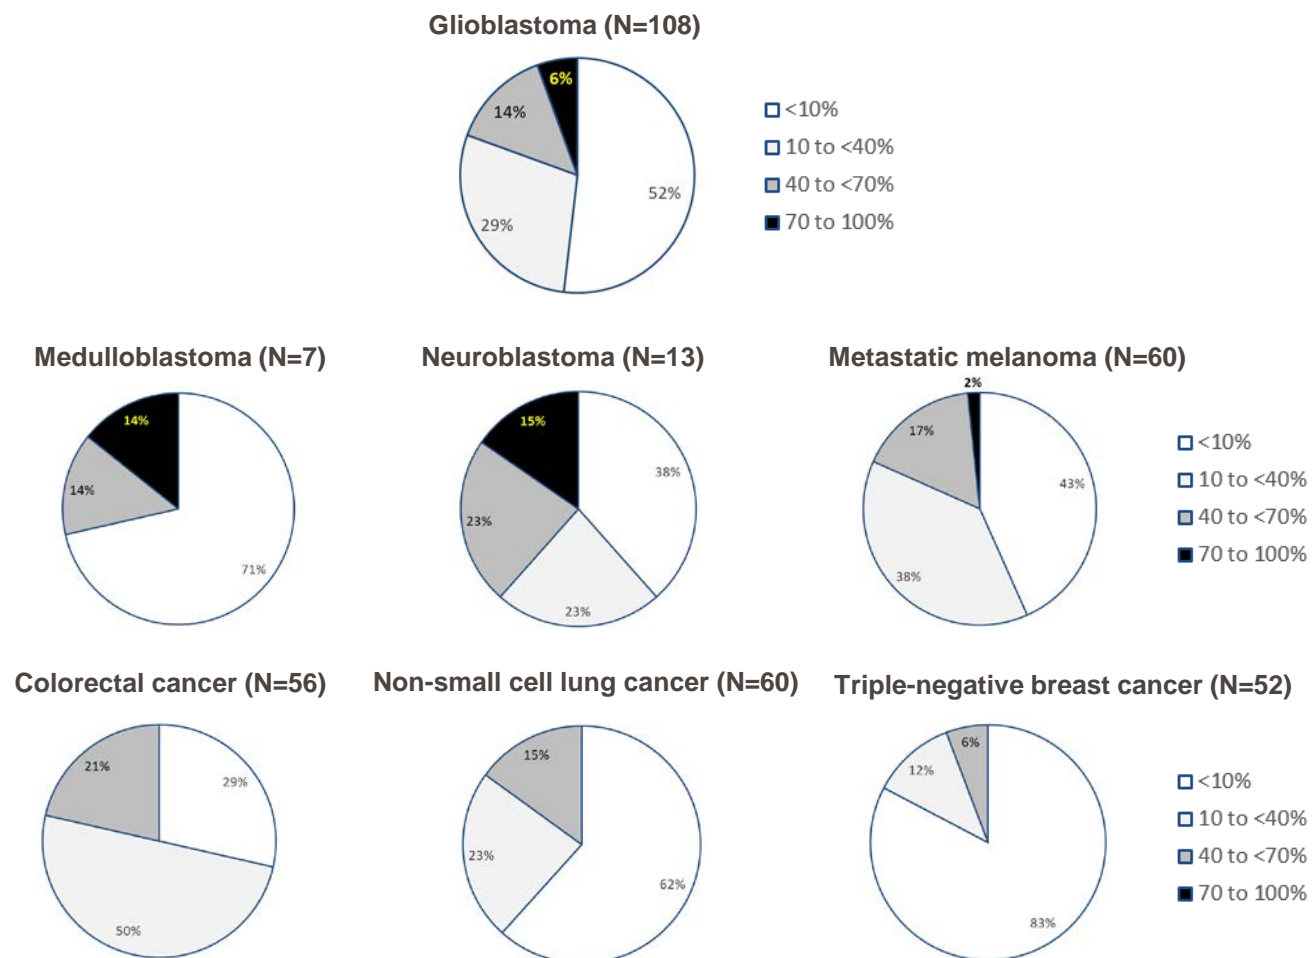 Glioblastoma (N=108)
6%
14%
52%
29%
<10%
10 to <40%
40 to <70%
70 to 100%
Medulloblastoma (N=7)
14%
14%
71%
Neuroblastoma (N=13)
15%
38%
23%
23%
Metastatic melanoma (N=60)
2%
17%
43%
38%
<10%
10 to <40%
40 to <70%
70 to 100%
Colorectal cancer (N=56)
21%
29%
50%
Non-small cell lung cancer (N=60)
15%
23%
62%
Triple-negative breast cancer (N=52)
6%
12%
83%
<10%
10 to <40%
40 to <70%
70 to 100%